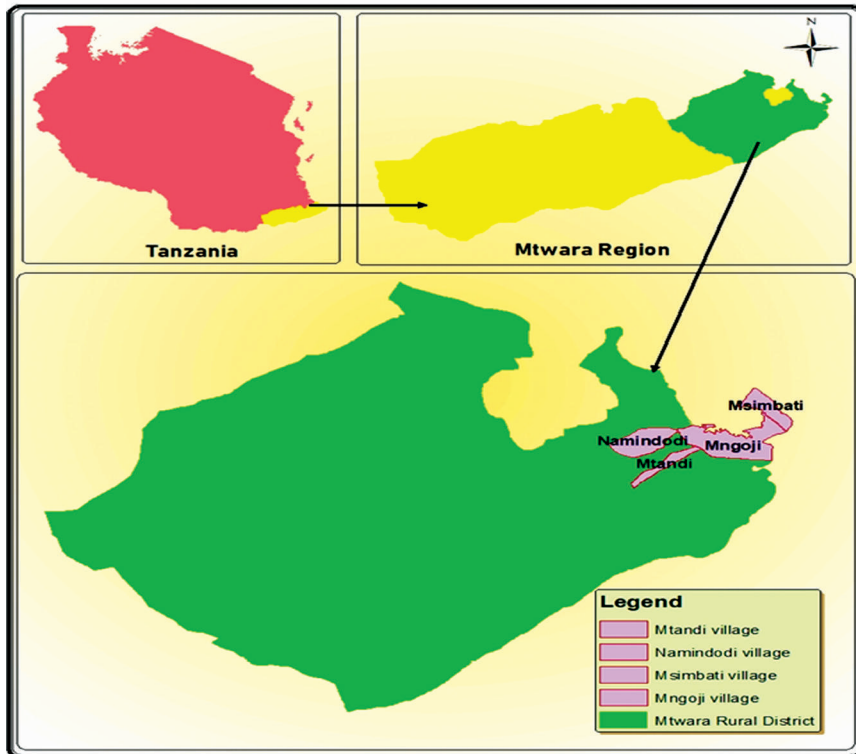 N
Tanzania
Mtwara Region
Msimbati
Namindodi
Mngoji
Mtandi
Legend
Mtandi village
Namindodi village
Msimbati village
Mngoji village
Mtwara Rural District